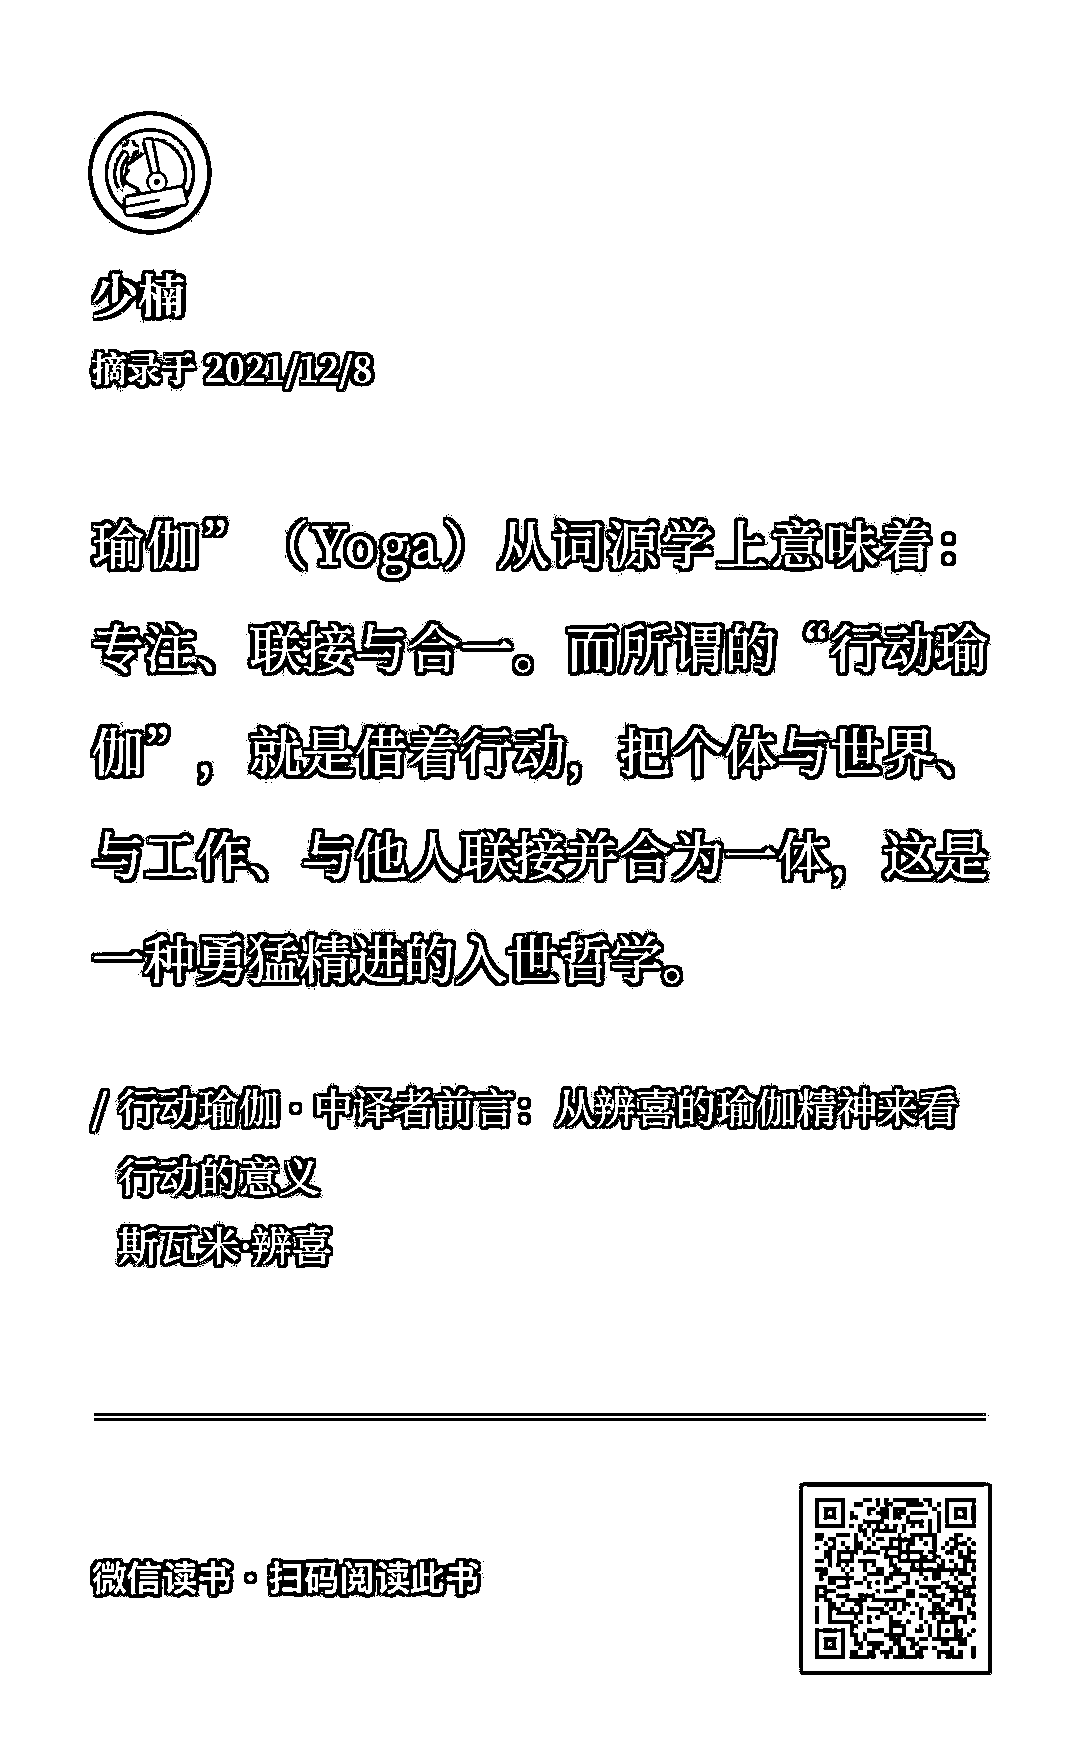 少楠
摘录于 2021/12/8
瑜伽”（Yoga）从词源学上意味着：
专注、联接与合一。而所谓的“行动瑜
伽”，就是借着行动，把个体与世界、
与工作、与他人联接并合为一体，这是
一种勇猛精进的入世哲学。
/ 行动瑜伽 · 中译者前言：从辨喜的瑜伽精神来看
行动的意义
斯瓦米·辨喜
微信读书 · 扫码阅读此书